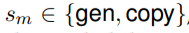 s_m ∈ {gen, copy}.